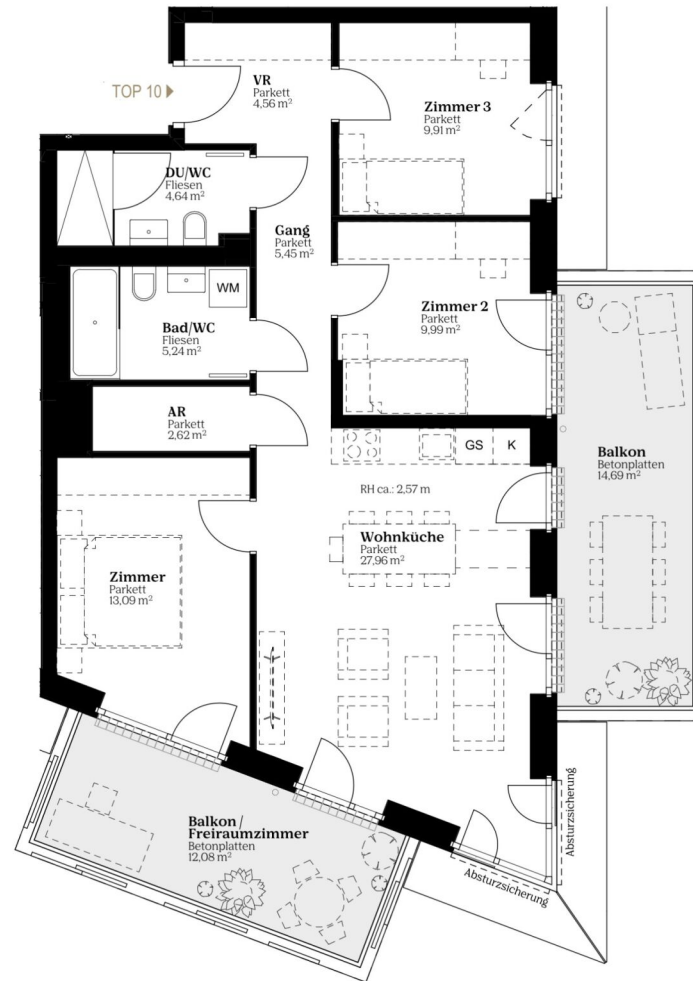 TOP 10
VR
Parkett
4,56 m²
Zimmer 3
Parkett
9,91 m²
DU/WC
Fliesen
4,64 m²
Gang
Parkett
5,45 m²
WM
Zimmer 2
Parkett
9,99 m²
Bad/WC
Fliesen
5,24 m²
AR
Parkett
2,62 m²
GS
K
RH ca.: 2,57 m
Balkon
Betonplatten
14,69 m²
Wohnküche
Parkett
27,96 m²
Zimmer
Parkett
13,09 m²
Balkon /
Freiraumzimmer
Betonplatten
12,08 m²
Absturzsicherung
Absturzsicherung